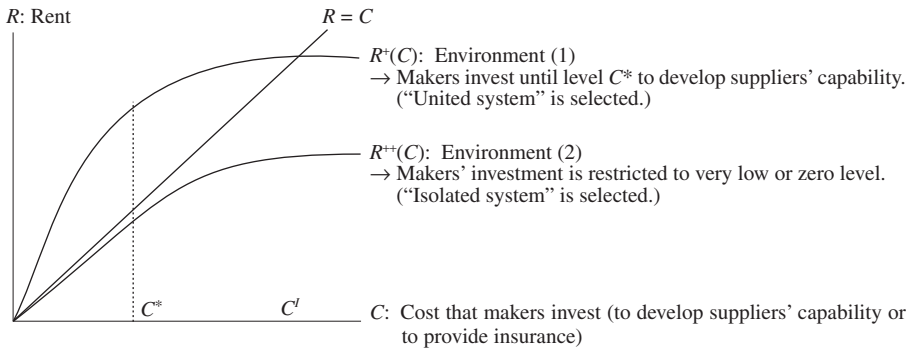 R: Rent
R = C
R⁺(C): Environment (1)
→ Makers invest until level C* to develop suppliers’ capability.
(“United system” is selected.)
R⁺⁺(C): Environment (2)
→ Makers’ investment is restricted to very low or zero level.
(“Isolated system” is selected.)
C*
Cᴵ
C: Cost that makers invest (to develop suppliers’ capability or
to provide insurance)